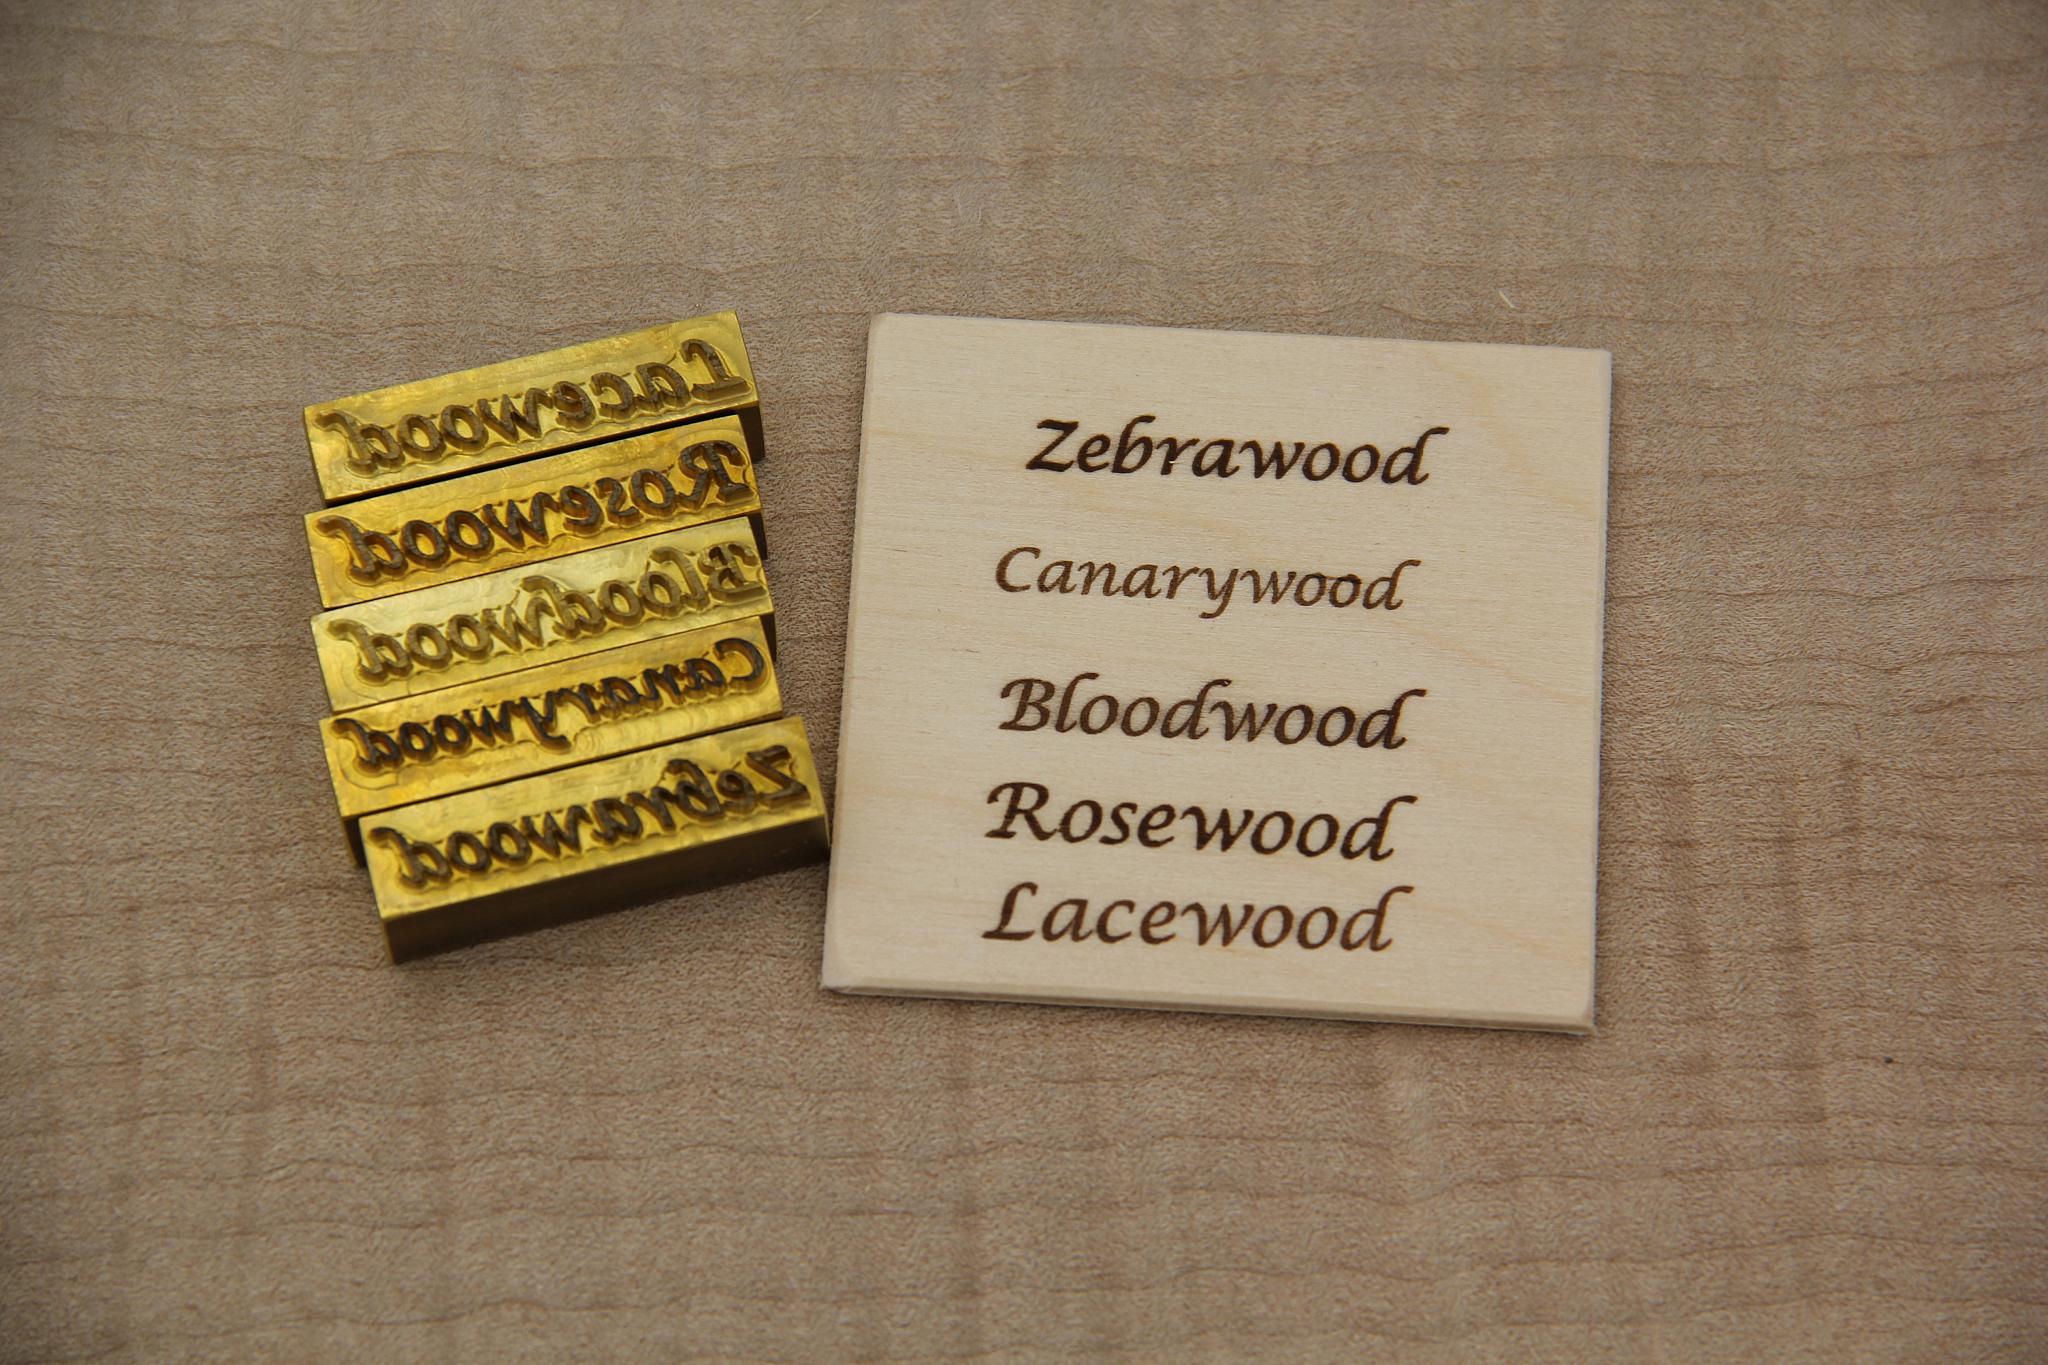 Lacewood
Rosewood
Bloodwood
Canarywood
Zebrawood
Zebrawood
Canarywood
Bloodwood
Rosewood
Lacewood